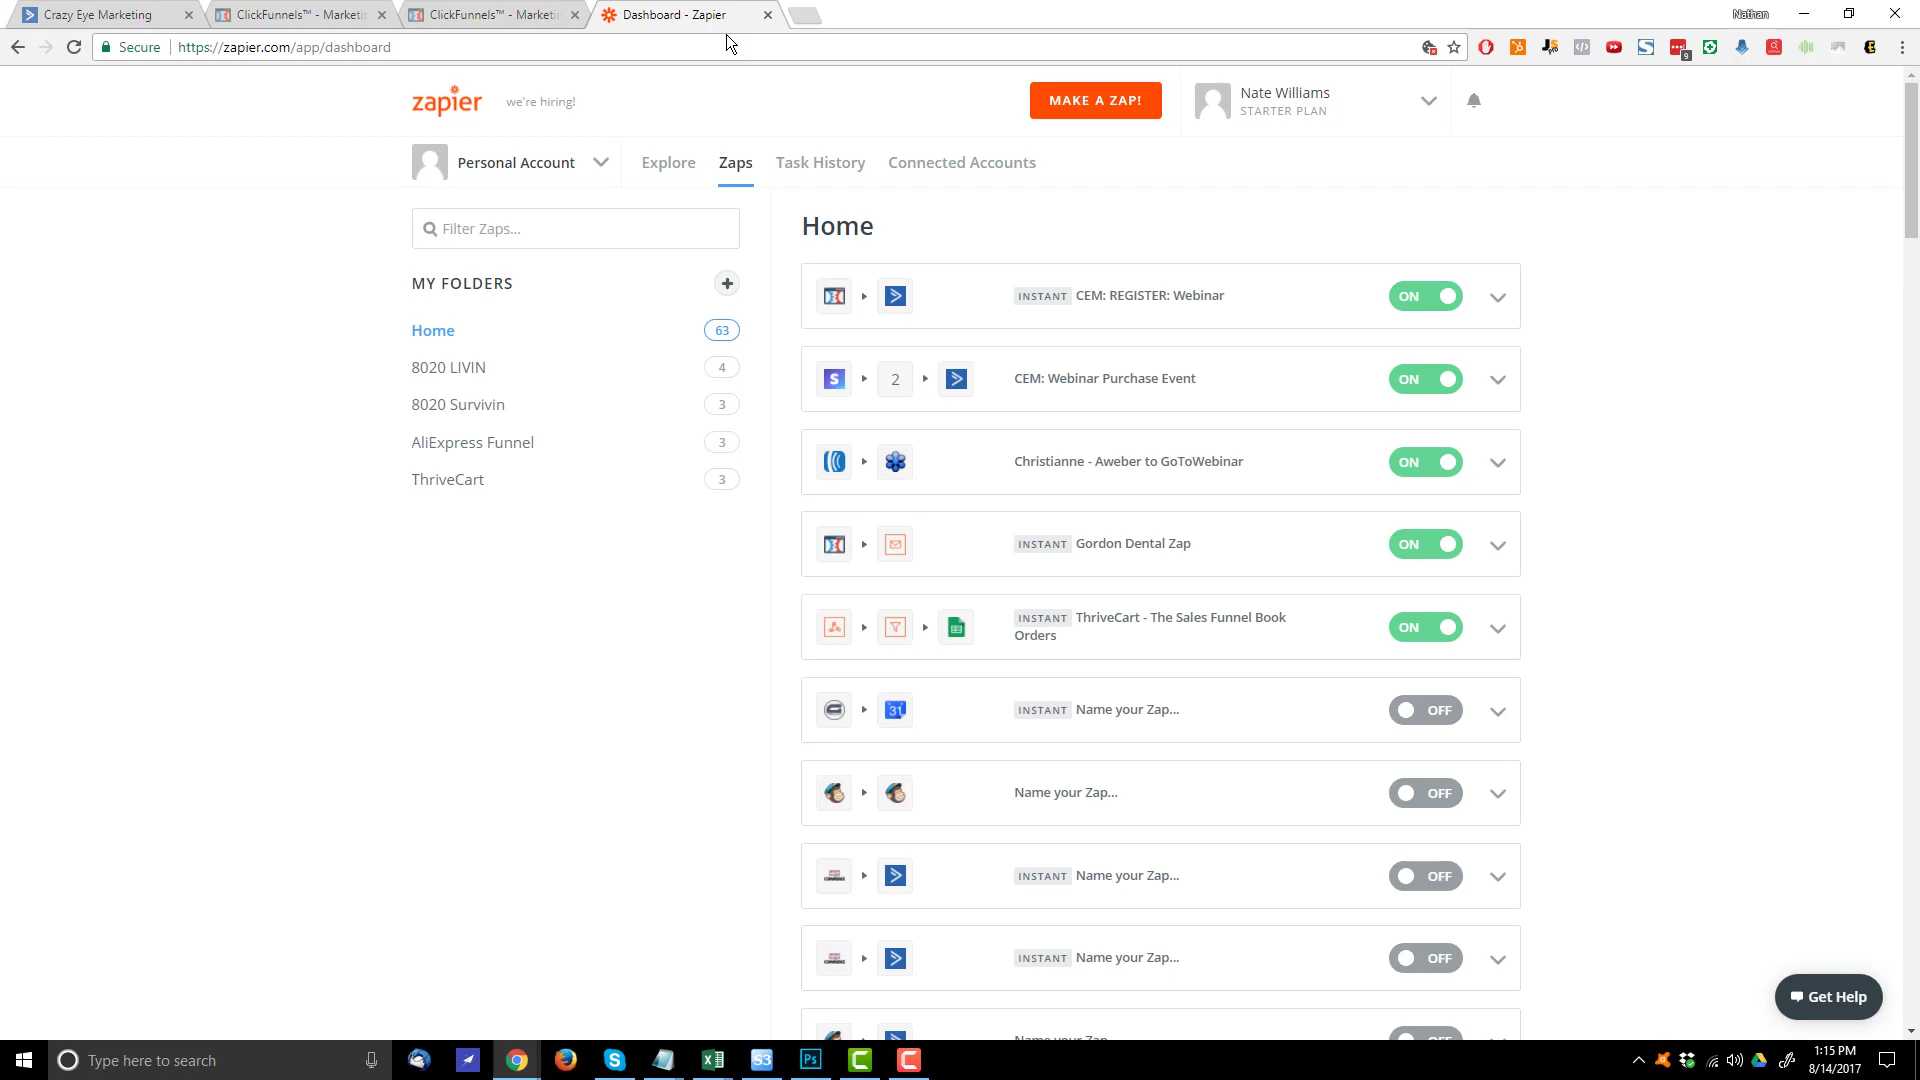 Crazy Eye Marketing
ClickFunnels™ - Marketin
ClickFunnels™ - Marketin
Dashboard - Zapier
Nathan
Secure
https://zapier.com/app/dashboard
9
zapier
we're hiring!
MAKE A ZAP!
Nate Williams
STARTER PLAN
Personal Account
Explore
Zaps
Task History
Connected Accounts
Filter Zaps...
MY FOLDERS
Home 63
8020 LIVIN 4
8020 Survivin 3
AliExpress Funnel 3
ThriveCart 3
Home
INSTANT CEM: REGISTER: Webinar ON
S 2 CEM: Webinar Purchase Event ON
Christianne - Aweber to GoToWebinar ON
INSTANT Gordon Dental Zap ON
INSTANT ThriveCart - The Sales Funnel Book
Orders ON
31 INSTANT Name your Zap... OFF
Name your Zap... OFF
INSTANT Name your Zap... OFF
INSTANT Name your Zap... OFF
Get Help
Type here to search
S3
Ps
1:15 PM
8/14/2017